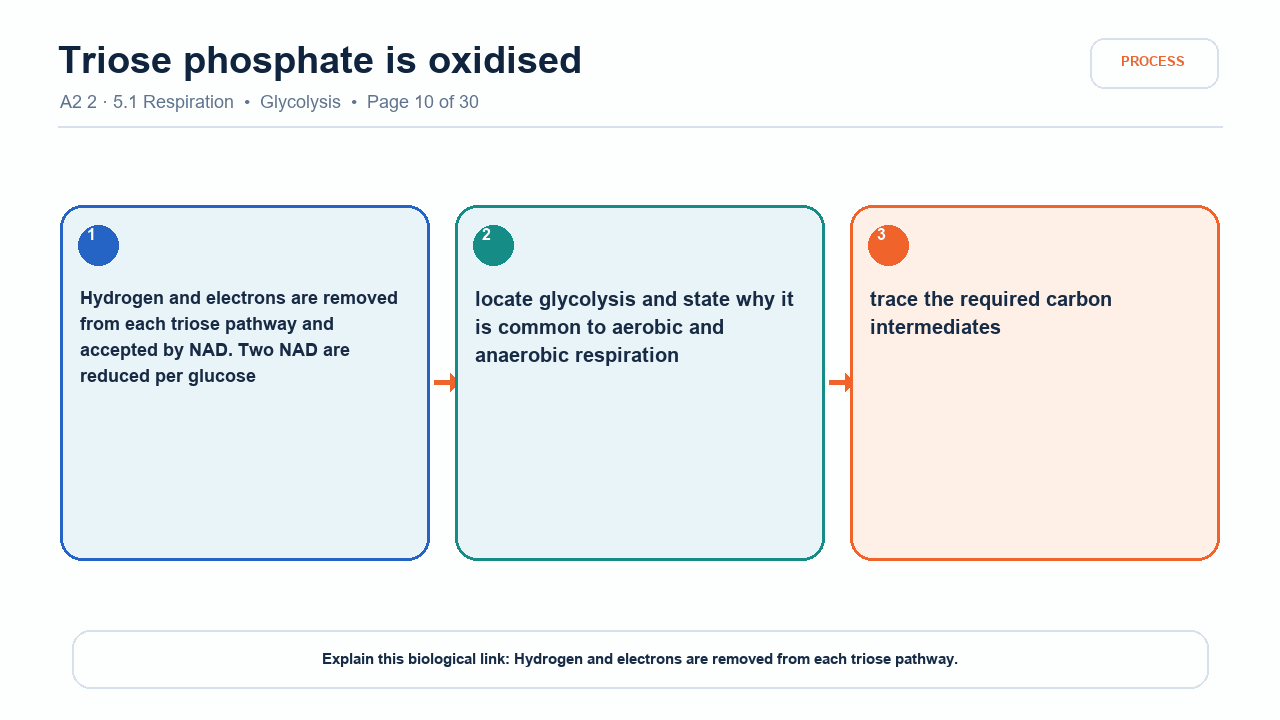 Triose phosphate is oxidised
PROCESS
A2 2 · 5.1 Respiration • Glycolysis • Page 10 of 30
1
Hydrogen and electrons are removed
from each triose pathway and
accepted by NAD. Two NAD are
reduced per glucose
2
locate glycolysis and state why it
is common to aerobic and
anaerobic respiration
3
trace the required carbon
intermediates
Explain this biological link: Hydrogen and electrons are removed from each triose pathway.